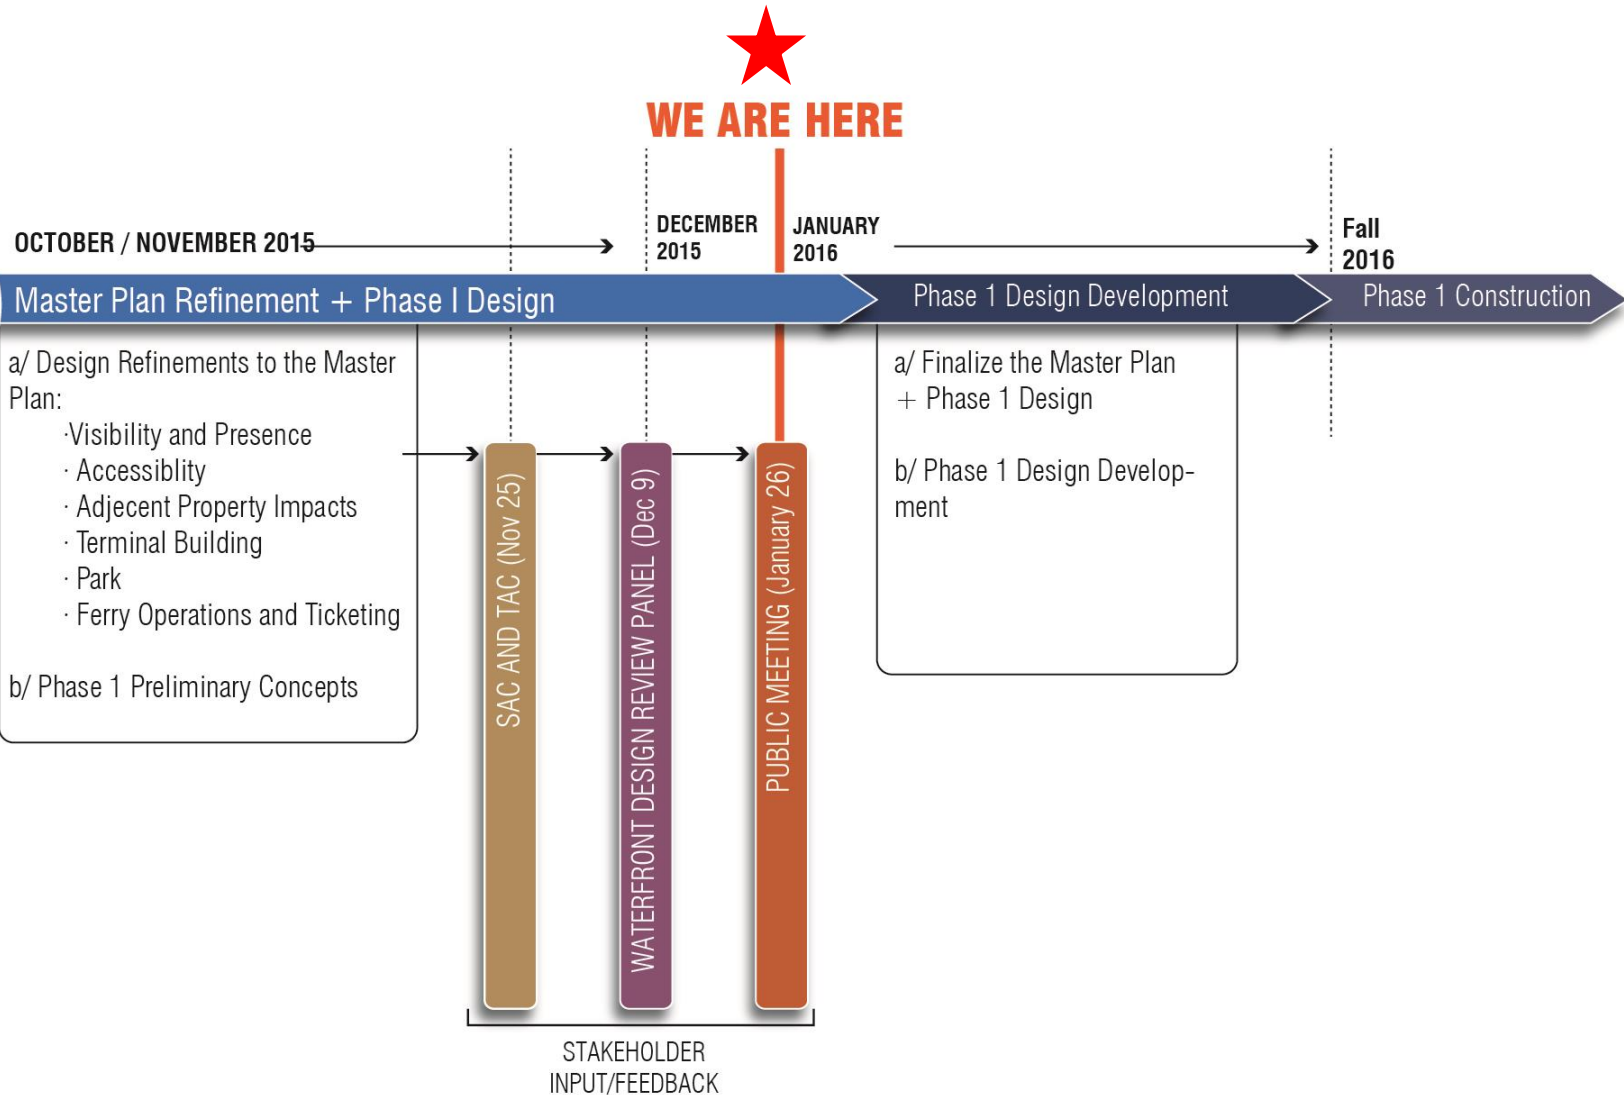 WE ARE HERE
OCTOBER / NOVEMBER 2015
DECEMBER
2015
JANUARY
2016
Fall
2016
Master Plan Refinement + Phase I Design
Phase 1 Design Development
Phase 1 Construction
a/ Design Refinements to the Master
Plan:
·Visibility and Presence
· Accessiblity
· Adjecent Property Impacts
· Terminal Building
· Park
· Ferry Operations and Ticketing
b/ Phase 1 Preliminary Concepts
SAC AND TAC (Nov 25)
WATERFRONT DESIGN REVIEW PANEL (Dec 9)
PUBLIC MEETING (January 26)
a/ Finalize the Master Plan
+ Phase 1 Design
b/ Phase 1 Design Develop-
ment
STAKEHOLDER
INPUT/FEEDBACK